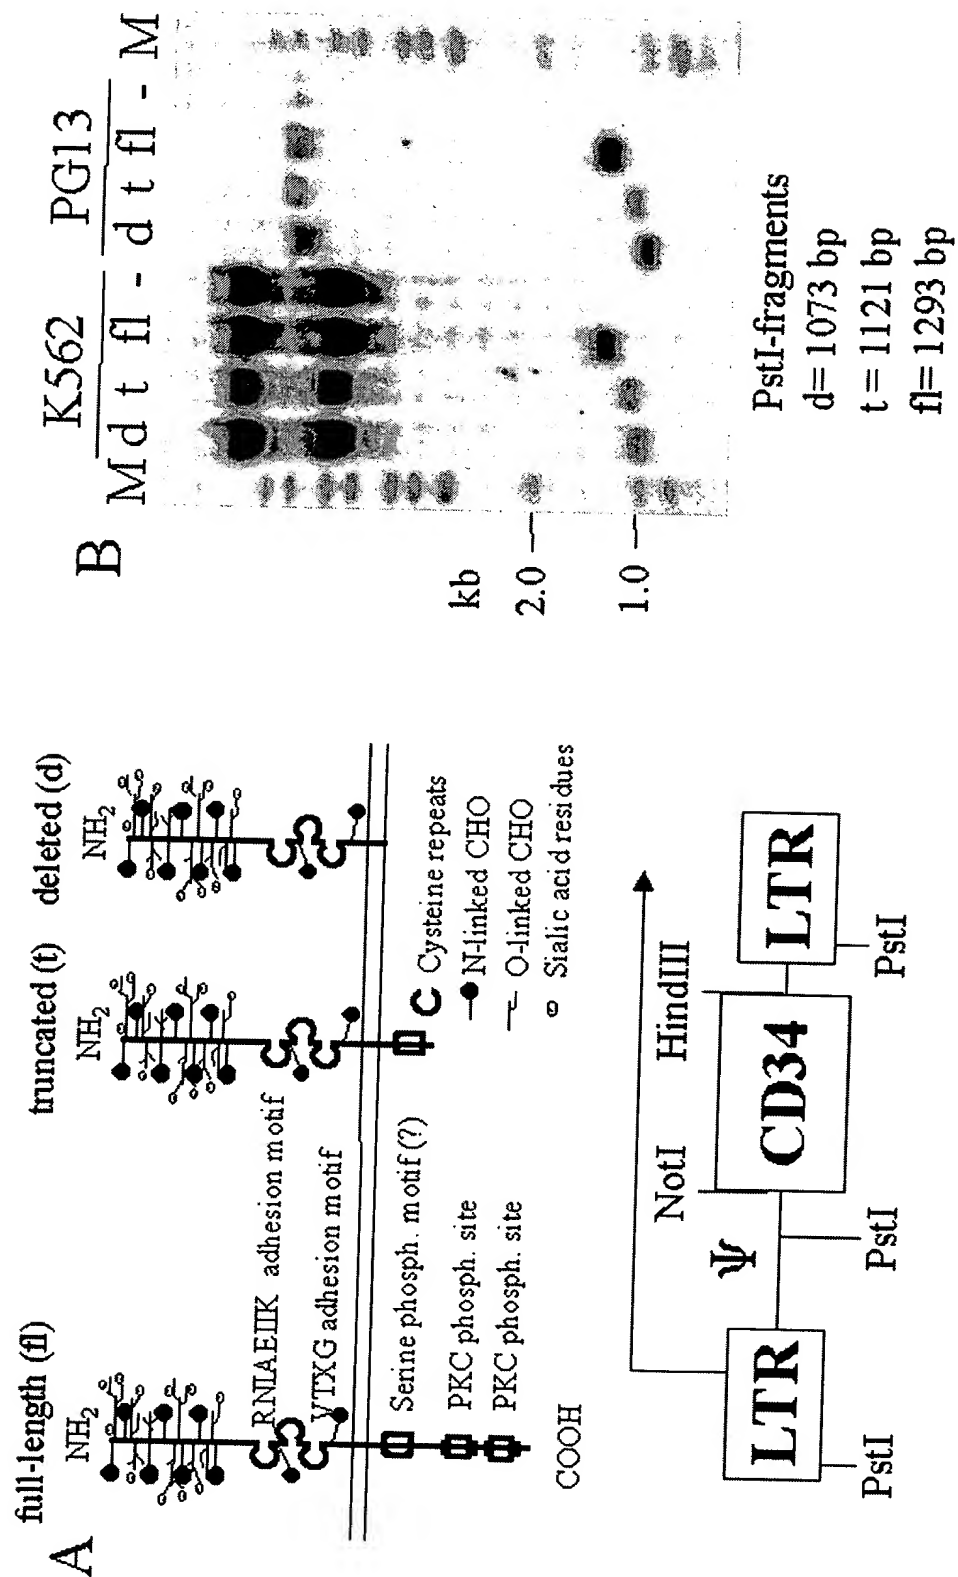 A
full-length (fl)
truncated (t)
deleted (d)
NH2
NH2
NH2
RNIAEIIK adhesion motif
VTXG adhesion motif
Serine phosph. motif (?)
PKC phosph. site
PKC phosph. site
COOH
Cysteine repeats
N-linked CHO
O-linked CHO
Sialic acid residues
NotI
HindIII
Ψ
LTR
CD34
LTR
PstI
PstI
PstI
B
K562
PG13
M d t fl - d t fl - M
kb
2.0
1.0
PstI-fragments
d= 1073 bp
t = 1121 bp
fl= 1293 bp